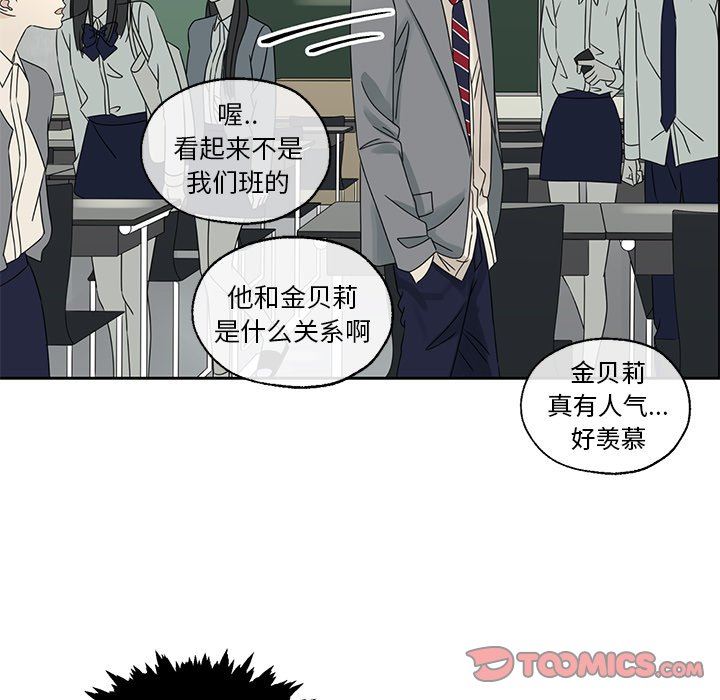 喔..
看起来不是
我们班的
他和金贝莉
是什么关系啊
金贝莉
真有人气...
好羡慕
TOOMICS.COM